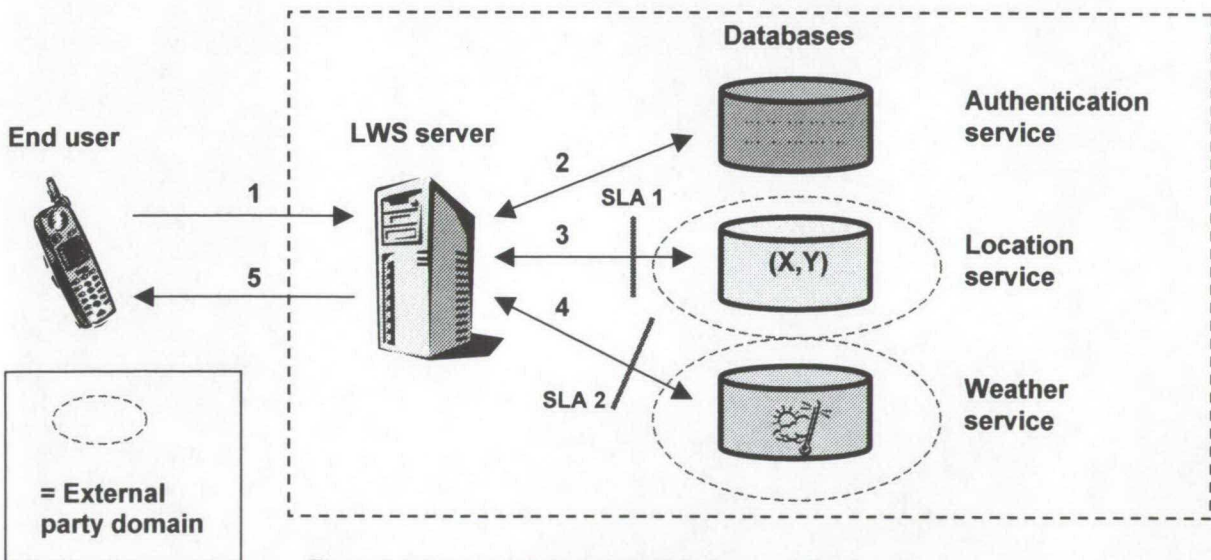 Databases
Authentication
service
End user
LWS server
1
2
SLA 1
3
(X,Y)
Location
service
5
4
SLA 2
Weather
service
= External
party domain